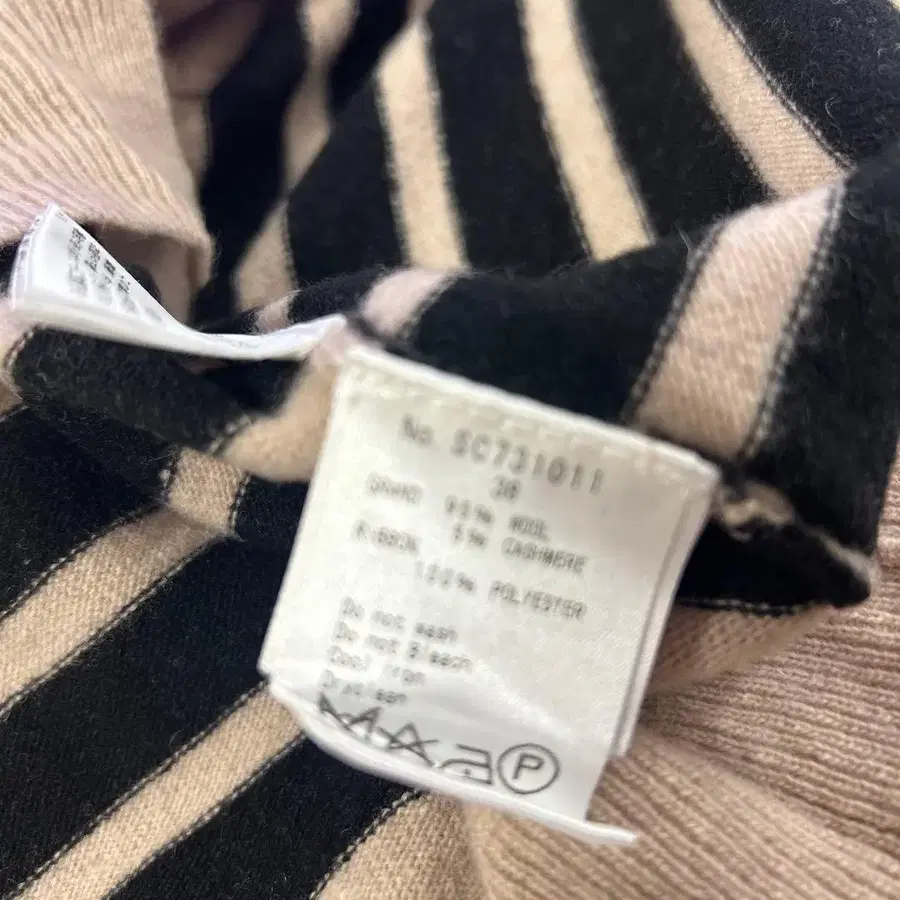 No. SC731011
38
GRAND 95% WOOL
5% CASHMERE
RIBBON 100% POLYESTER
Do not wash
Do not Bleach
Cool iron
Dryclean
P